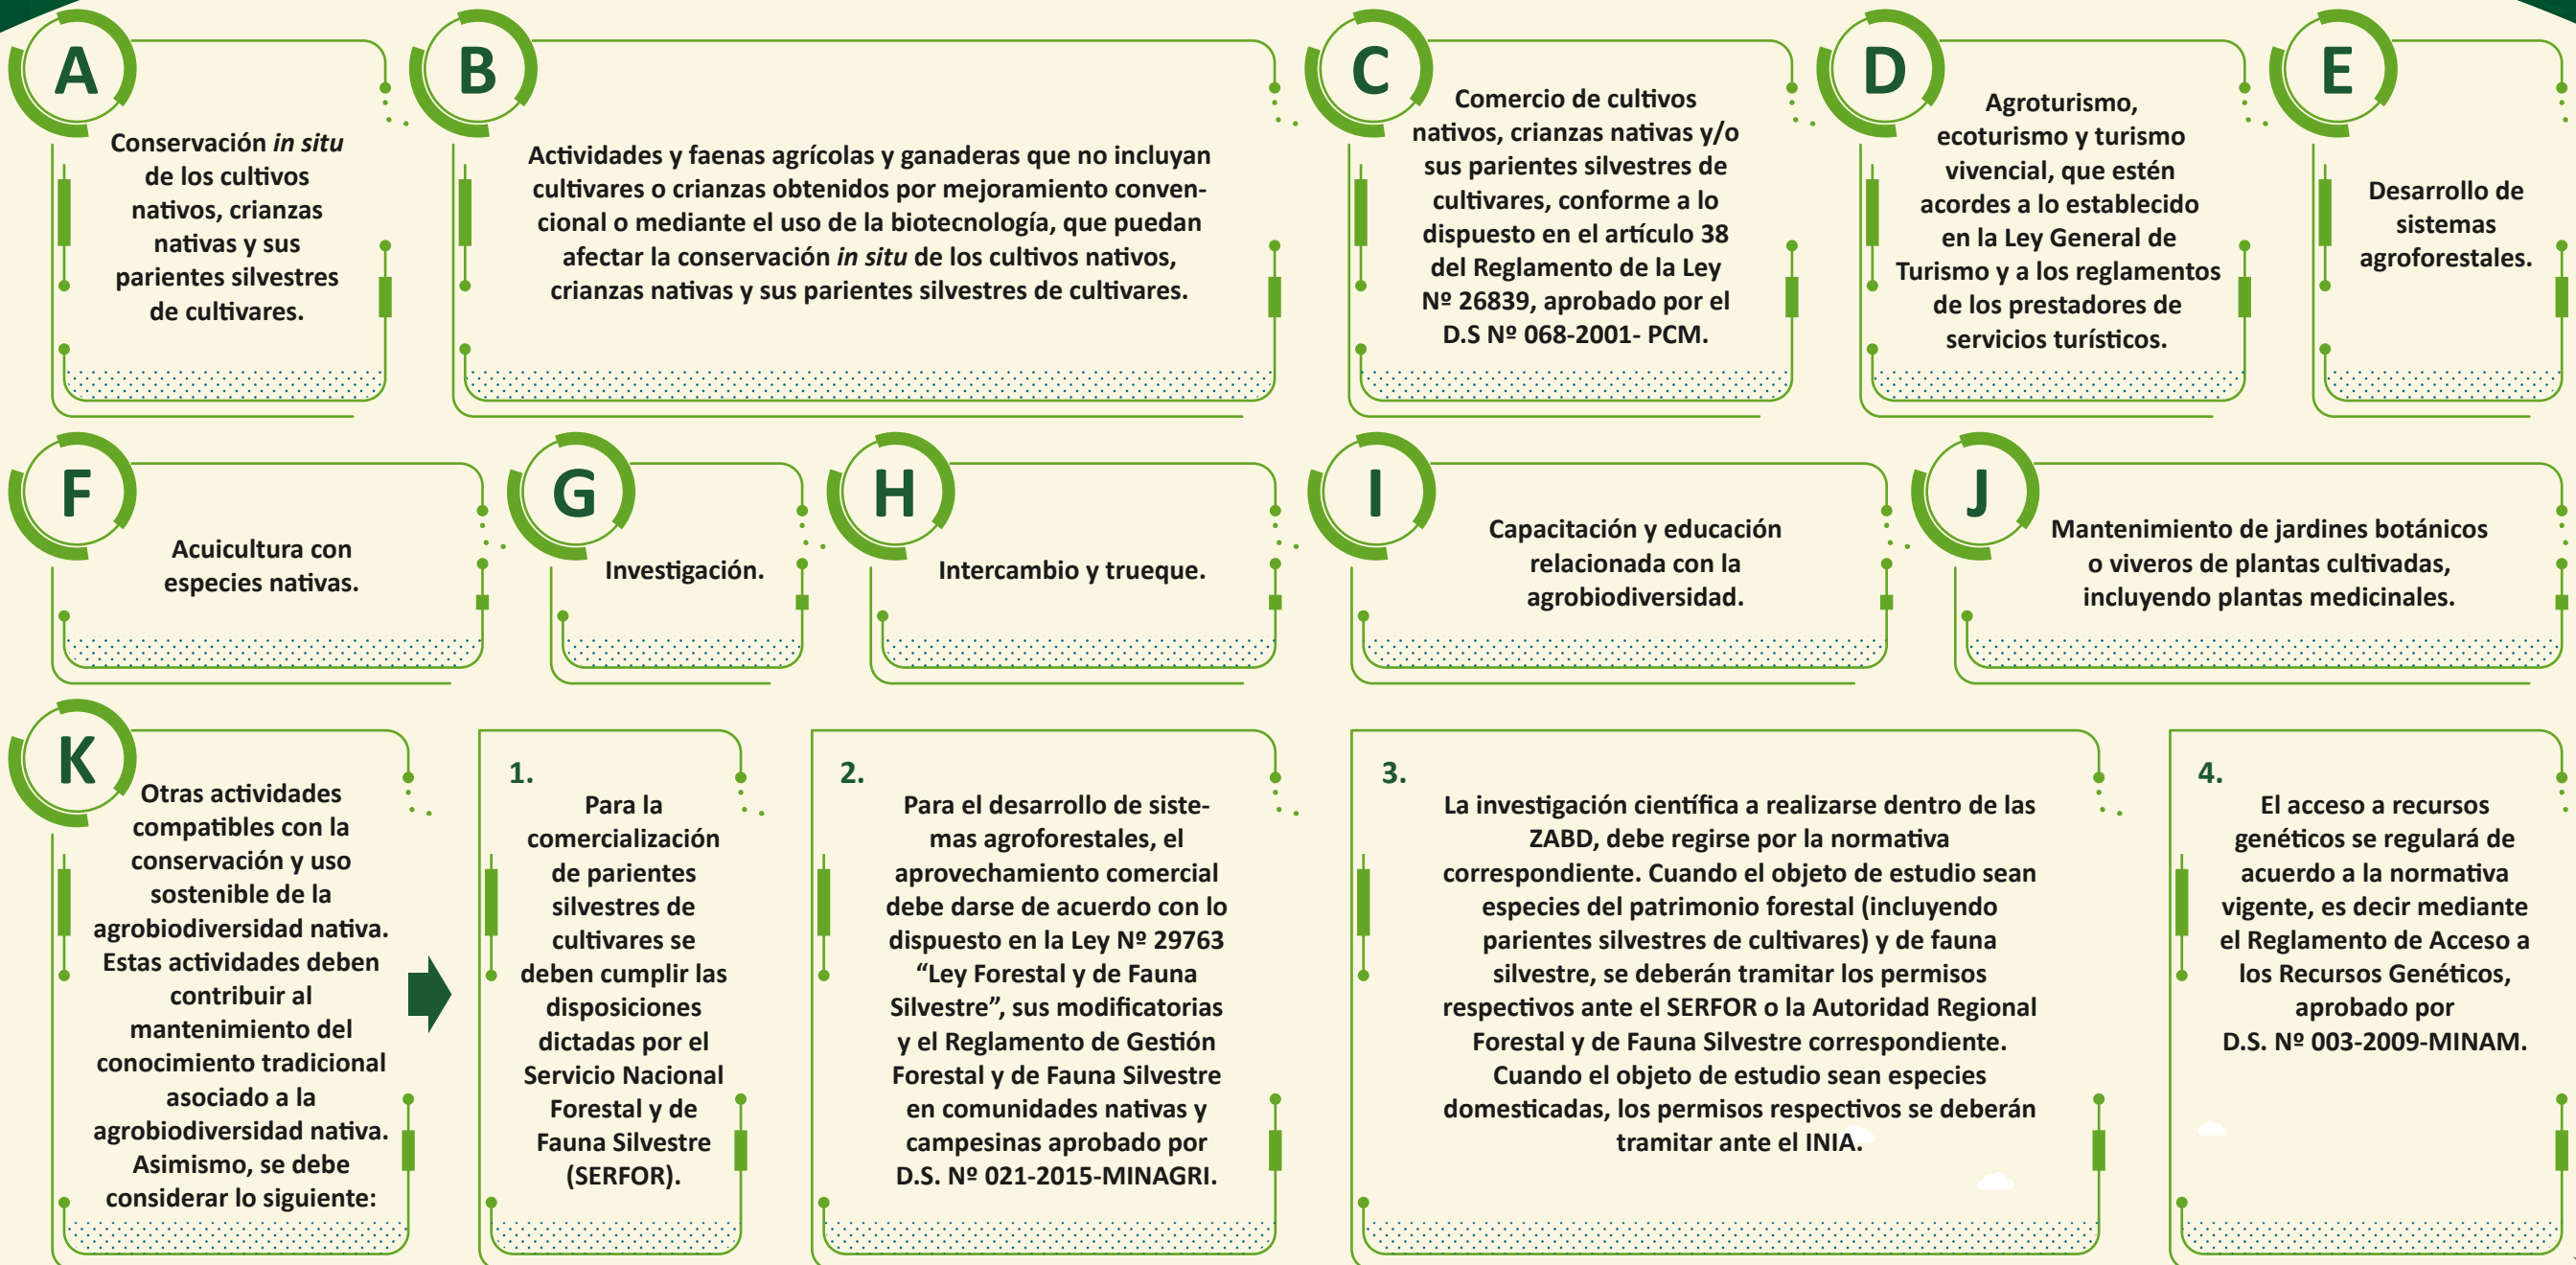 A
Conservación in situ
de los cultivos
nativos, crianzas
nativas y sus
parientes silvestres
de cultivares.
B
Actividades y faenas agrícolas y ganaderas que no incluyan
cultivares o crianzas obtenidos por mejoramiento conven-
cional o mediante el uso de la biotecnología, que puedan
afectar la conservación in situ de los cultivos nativos,
crianzas nativas y sus parientes silvestres de cultivares.
C
Comercio de cultivos
nativos, crianzas nativas y/o
sus parientes silvestres de
cultivares, conforme a lo
dispuesto en el artículo 38
del Reglamento de la Ley
Nº 26839, aprobado por el
D.S Nº 068-2001- PCM.
D
Agroturismo,
ecoturismo y turismo
vivencial, que estén
acordes a lo establecido
en la Ley General de
Turismo y a los reglamentos
de los prestadores de
servicios turísticos.
E
Desarrollo de
sistemas
agroforestales.
F
Acuicultura con
especies nativas.
G
Investigación.
H
Intercambio y trueque.
I
Capacitación y educación
relacionada con la
agrobiodiversidad.
J
Mantenimiento de jardines botánicos
o viveros de plantas cultivadas,
incluyendo plantas medicinales.
K
Otras actividades
compatibles con la
conservación y uso
sostenible de la
agrobiodiversidad nativa.
Estas actividades deben
contribuir al
mantenimiento del
conocimiento tradicional
asociado a la
agrobiodiversidad nativa.
Asimismo, se debe
considerar lo siguiente:
1.
Para la
comercialización
de parientes
silvestres de
cultivares se
deben cumplir las
disposiciones
dictadas por el
Servicio Nacional
Forestal y de
Fauna Silvestre
(SERFOR).
2.
Para el desarrollo de siste-
mas agroforestales, el
aprovechamiento comercial
debe darse de acuerdo con lo
dispuesto en la Ley Nº 29763
“Ley Forestal y de Fauna
Silvestre”, sus modificatorias
y el Reglamento de Gestión
Forestal y de Fauna Silvestre
en comunidades nativas y
campesinas aprobado por
D.S. Nº 021-2015-MINAGRI.
3.
La investigación científica a realizarse dentro de las
ZABD, debe regirse por la normativa
correspondiente. Cuando el objeto de estudio sean
especies del patrimonio forestal (incluyendo
parientes silvestres de cultivares) y de fauna
silvestre, se deberán tramitar los permisos
respectivos ante el SERFOR o la Autoridad Regional
Forestal y de Fauna Silvestre correspondiente.
Cuando el objeto de estudio sean especies
domesticadas, los permisos respectivos se deberán
tramitar ante el INIA.
4.
El acceso a recursos
genéticos se regulará de
acuerdo a la normativa
vigente, es decir mediante
el Reglamento de Acceso a
los Recursos Genéticos,
aprobado por
D.S. Nº 003-2009-MINAM.